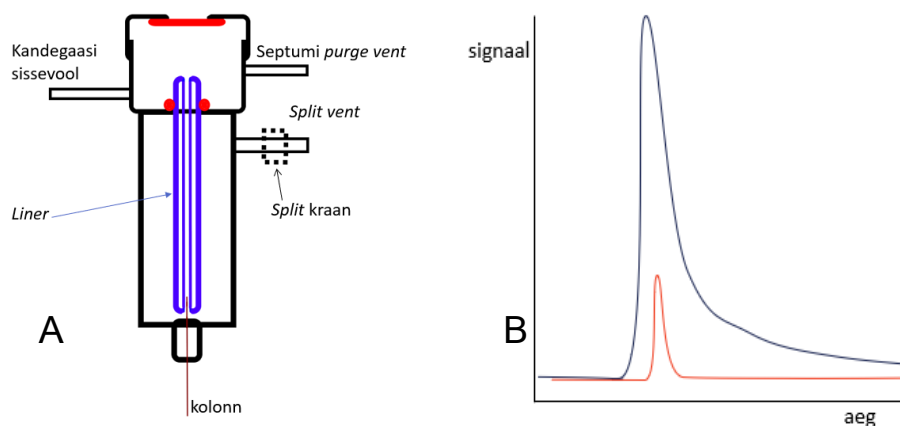 Kandegaasi
sissevool
Septumi purge vent
Split vent
Split kraan
Liner
A
kolonn
signaal
B
aeg